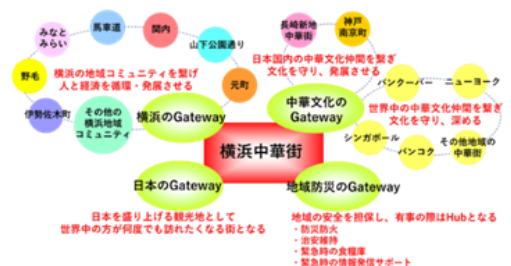 みなと
みらい
馬車道
関内
山下公園通り
野毛
元町
伊勢佐木町
その他の
横浜地域
コミュニティ
横浜の地域コミュニティを繋げ
人と経済を循環・発展させる
横浜のGateway
長崎新地
中華街
神戸
南京町
日本国内の中華文化仲間を繋ぎ
文化を守り、発展させる
中華文化の
Gateway
バンクーバー
ニューヨーク
世界中の中華文化仲間を繋ぎ
文化を守り、深める
シンガポール
バンコク
その他地域の
中華街
横浜中華街
日本のGateway
日本を盛り上げる観光地として
世界中の方が何度でも訪れたくなる街となる
地域防災のGateway
地域の安全を担保し、有事の際はHubとなる
・防災防火
・治安維持
・緊急時の食糧庫
・緊急時の情報発信サポート